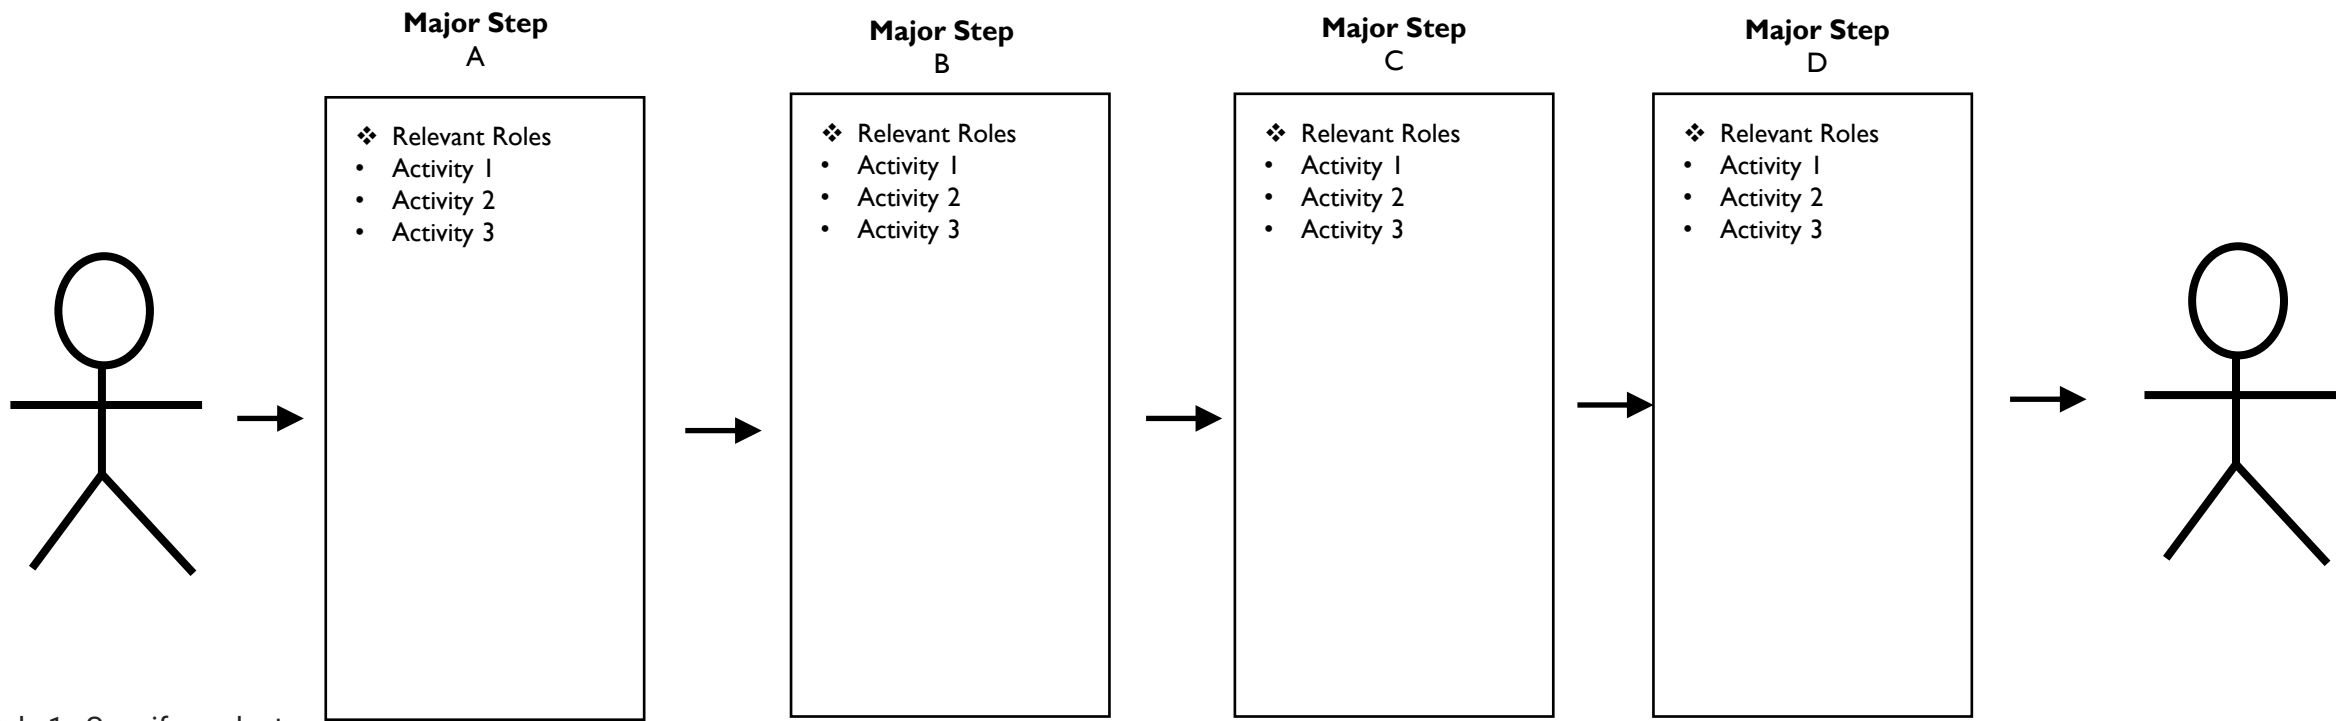 Major Step
A
❖ Relevant Roles
• Activity 1
• Activity 2
• Activity 3
Major Step
B
❖ Relevant Roles
• Activity 1
• Activity 2
• Activity 3
Major Step
C
❖ Relevant Roles
• Activity 1
• Activity 2
• Activity 3
Major Step
D
❖ Relevant Roles
• Activity 1
• Activity 2
• Activity 3